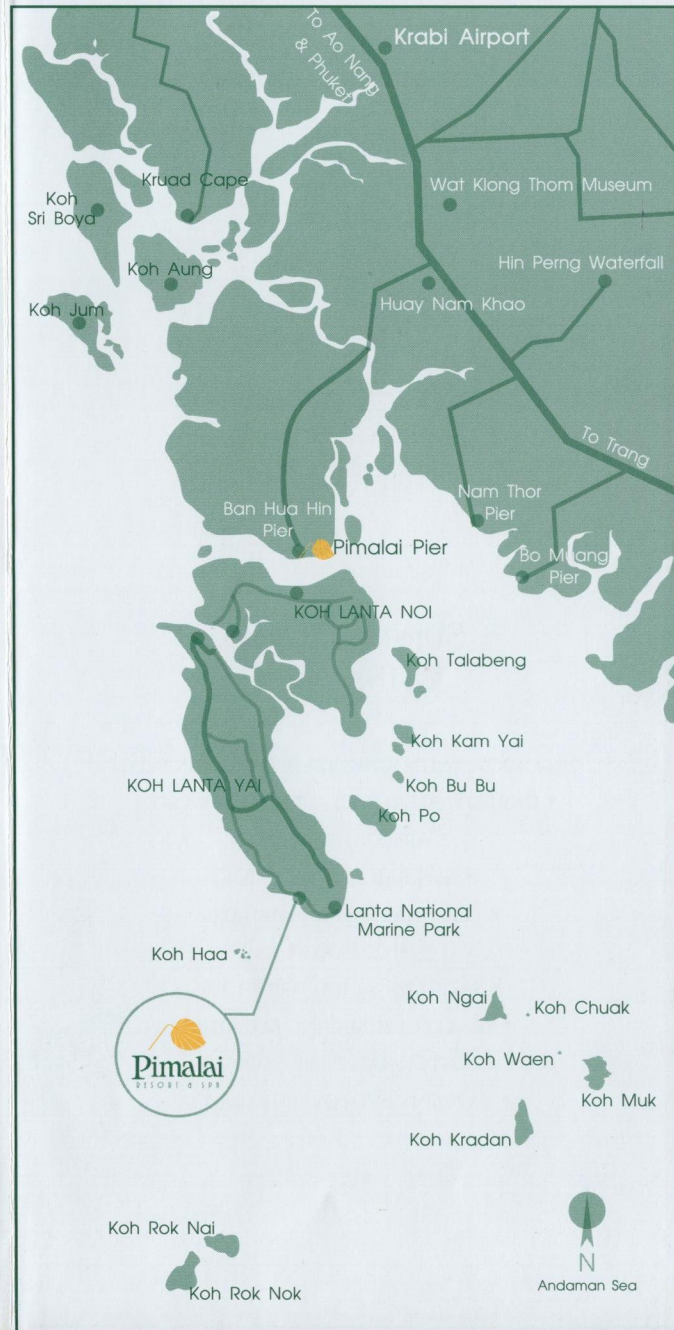 To Ao Nang
& Phuket
Krabi Airport
Kruad Cape
Wat Klong Thom Museum
Koh
Sri Boya
Hin Perng Waterfall
Koh Aung
Huay Nam Khao
Koh Jum
To Trang
Nam Thor
Pier
Ban Hua Hin
Pier
Pimalai Pier
Bo Muang
Pier
KOH LANTA NOI
Koh Talabeng
Koh Kam Yai
KOH LANTA YAI
Koh Bu Bu
Koh Po
Lanta National
Marine Park
Koh Haa
Koh Ngai
Koh Chuak
Pimalai
RESORT & SPA
Koh Waen
Koh Muk
Koh Kradan
Koh Rok Nai
Koh Rok Nok
N
Andaman Sea